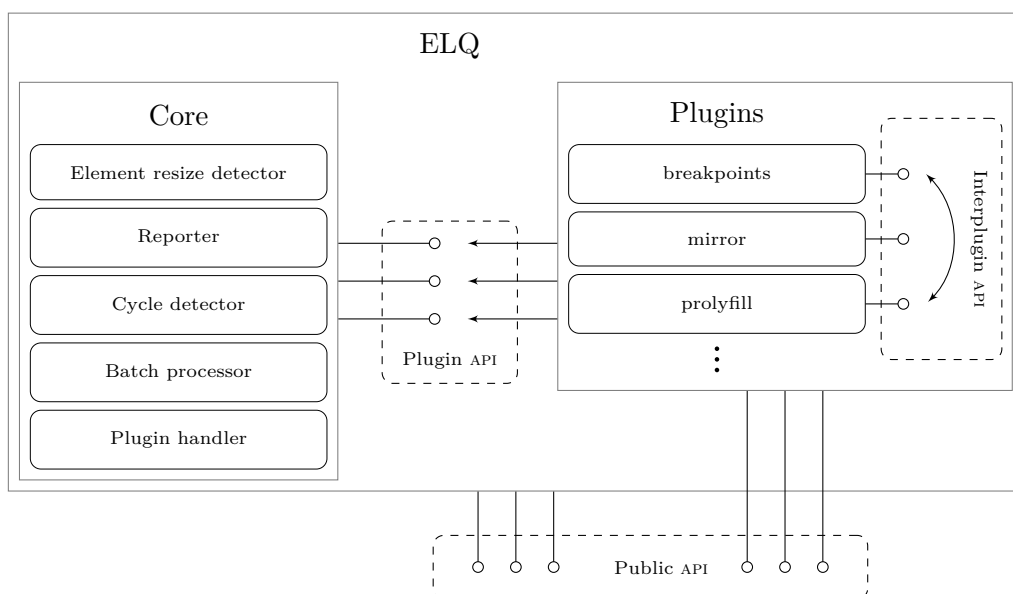 ELQ
Core
Element resize detector
Reporter
Cycle detector
Batch processor
Plugin handler
Plugin API
Plugins
breakpoints
mirror
prolyfill
Interplugin API
Public API